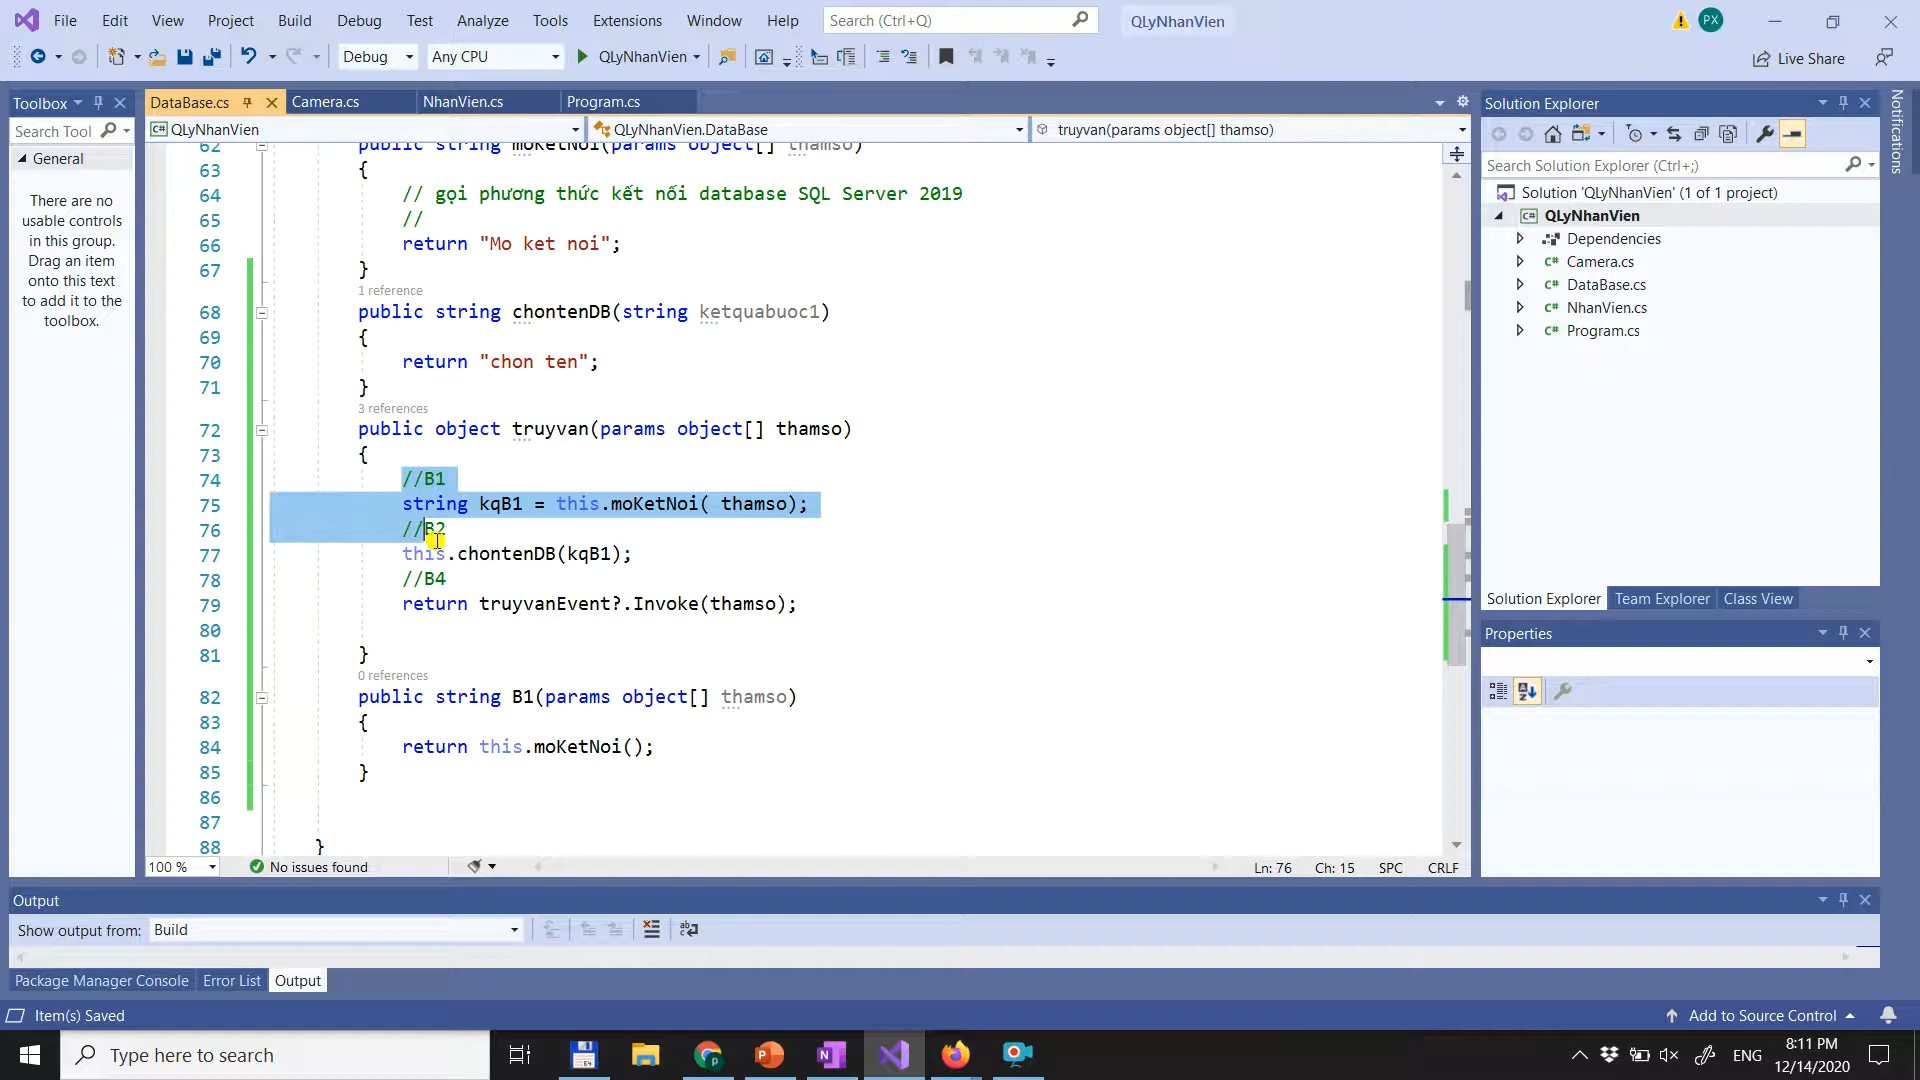 File Edit View Project Build Debug Test Analyze Tools Extensions Window Help Search (Ctrl+Q) QLyNhanVien PX
Debug Any CPU QLyNhanVien Live Share
Toolbox DataBase.cs Camera.cs NhanVien.cs Program.cs Solution Explorer
Search Tool QLyNhanVien QLyNhanVien.DataBase truyvan(params object[] thamso)
General
There are no
usable controls
in this group.
Drag an item
onto this text
to add it to the
toolbox.
62 public string moKetNoi(params object[] thamso)
63 {
64 // gọi phương thức kết nối database SQL Server 2019
65 //
66 return "Mo ket noi";
67 }
1 reference
68 public string chontenDB(string ketquabuoc1)
69 {
70 return "chon ten";
71 }
3 references
72 public object truyvan(params object[] thamso)
73 {
74 //B1
75 string kqB1 = this.moKetNoi( thamso);
76 //B2
77 this.chontenDB(kqB1);
78 //B4
79 return truyvanEvent?.Invoke(thamso);
80
81 }
0 references
82 public string B1(params object[] thamso)
83 {
84 return this.moKetNoi();
85 }
86
87
88 }
100 % No issues found Ln: 76 Ch: 15 SPC CRLF
Search Solution Explorer (Ctrl+;)
Solution 'QLyNhanVien' (1 of 1 project)
QLyNhanVien
Dependencies
C# Camera.cs
C# DataBase.cs
C# NhanVien.cs
C# Program.cs
Solution Explorer Team Explorer Class View
Properties
Notifications
Output
Show output from: Build
Package Manager Console Error List Output
Item(s) Saved Add to Source Control
Type here to search ENG 8:11 PM
12/14/2020